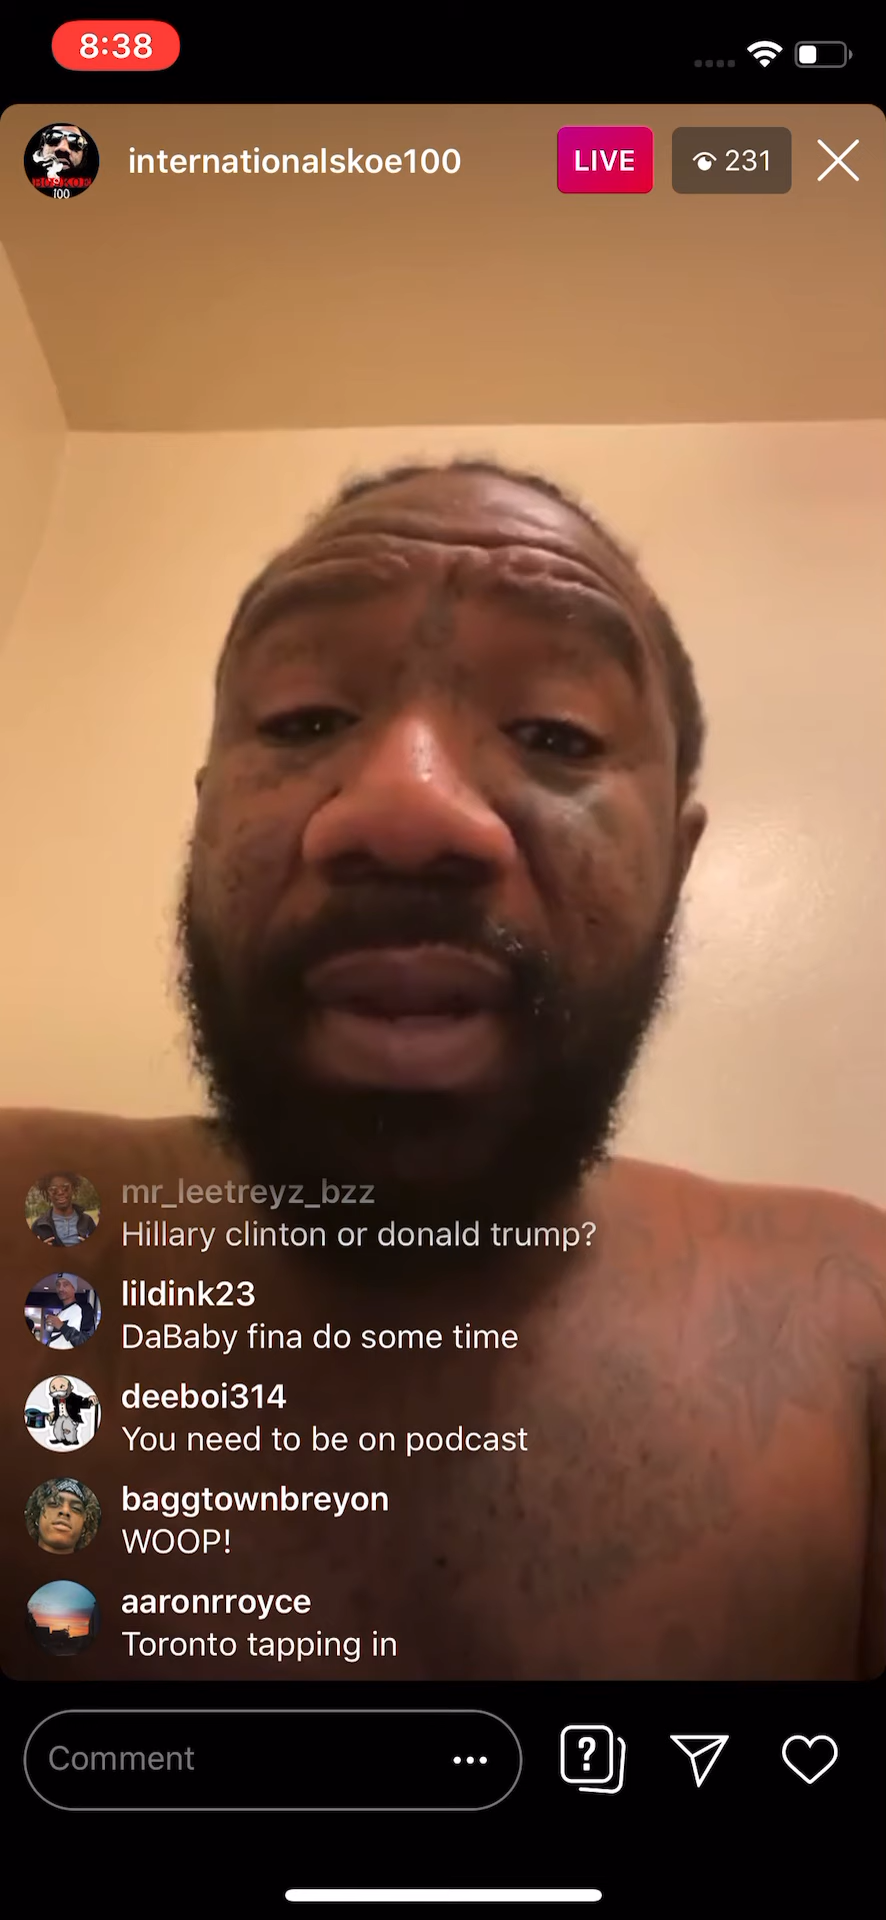 8:38
internationalskoe100
LIVE
231
100
mr_leetreyz_bzz
Hillary clinton or donald trump?
lildink23
DaBaby fina do some time
deeboi314
You need to be on podcast
baggtownbreyon
WOOP!
aaronrroyce
Toronto tapping in
Comment
?